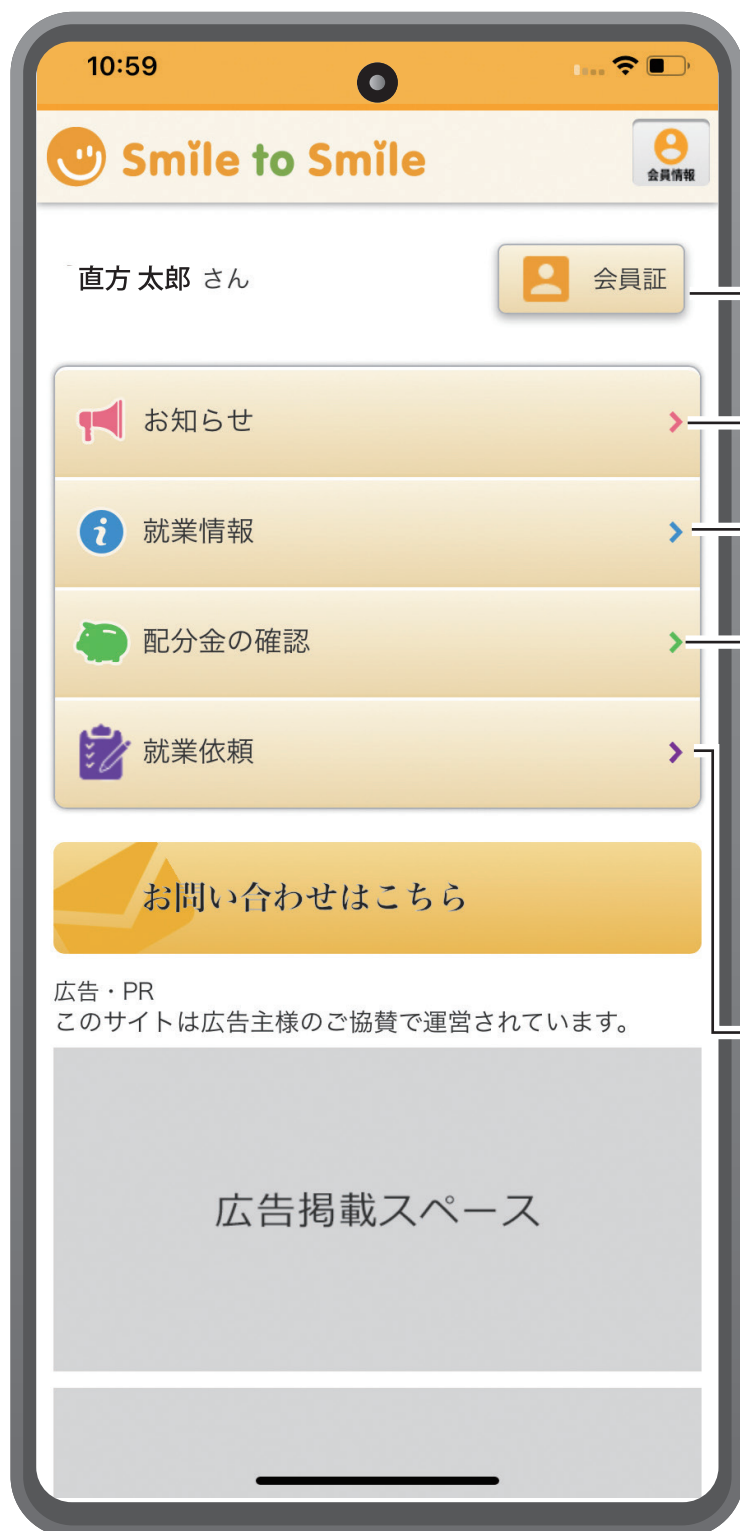 10:59
Smile to Smile
会員情報
直方 太郎 さん
会員証
お知らせ
就業情報
配分金の確認
就業依頼
お問い合わせはこちら
広告・PR
このサイトは広告主様のご協賛で運営されています。
広告掲載スペース